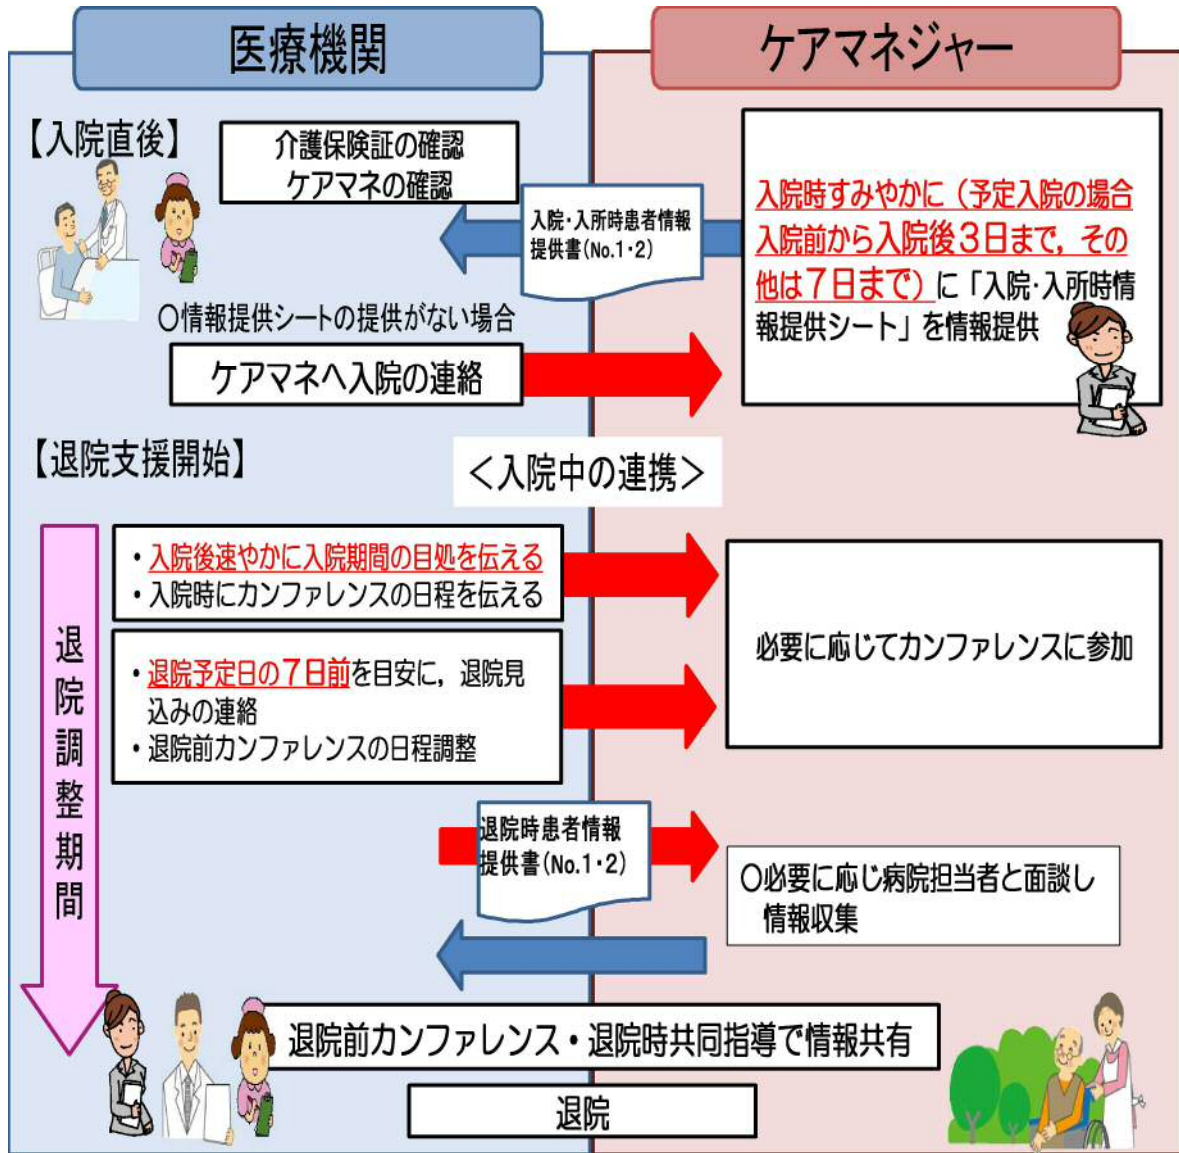 医療機関
ケアマネジャー
【入院直後】
介護保険証の確認
ケアマネの確認
入院・入所時患者情報
提供書(No.1・2)
入院時すみやかに（予定入院の場合
入院前から入院後３日まで，その
他は７日まで）に「入院・入所時情
報提供シート」を情報提供
○情報提供シートの提供がない場合
ケアマネへ入院の連絡
【退院支援開始】
＜入院中の連携＞
退院調整期間
・入院後速やかに入院期間の目処を伝える
・入院時にカンファレンスの日程を伝える
・退院予定日の７日前を目安に，退院見
込みの連絡
・退院前カンファレンスの日程調整
必要に応じてカンファレンスに参加
退院時患者情報
提供書(No.1・2)
○必要に応じ病院担当者と面談し
情報収集
退院前カンファレンス・退院時共同指導で情報共有
退院